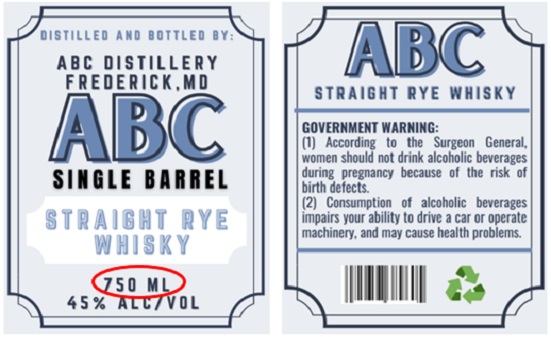 DISTILLED AND BOTTLED BY:
ABC DISTILLERY
FREDERICK,MD
ABC
SINGLE BARREL
STRAIGHT RYE
WHISKY
750 ML
45% ALC/VOL
ABC
STRAIGHT RYE WHISKY
GOVERNMENT WARNING:
(1) According to the Surgeon General,
women should not drink alcoholic beverages
during pregnancy because of the risk of
birth defects.
(2) Consumption of alcoholic beverages
impairs your ability to drive a car or operate
machinery, and may cause health problems.